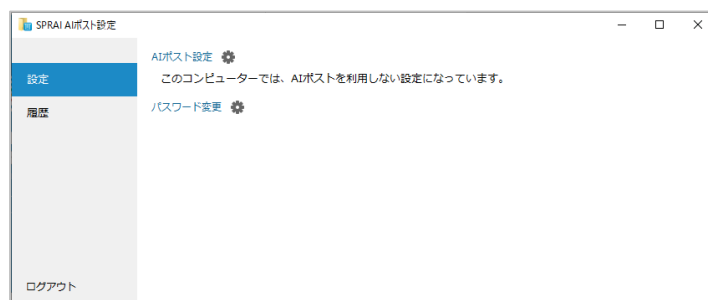 SPRAI AIポスト設定
設定
履歴
ログアウト
AIポスト設定
このコンピューターでは、AIポストを利用しない設定になっています。
パスワード変更